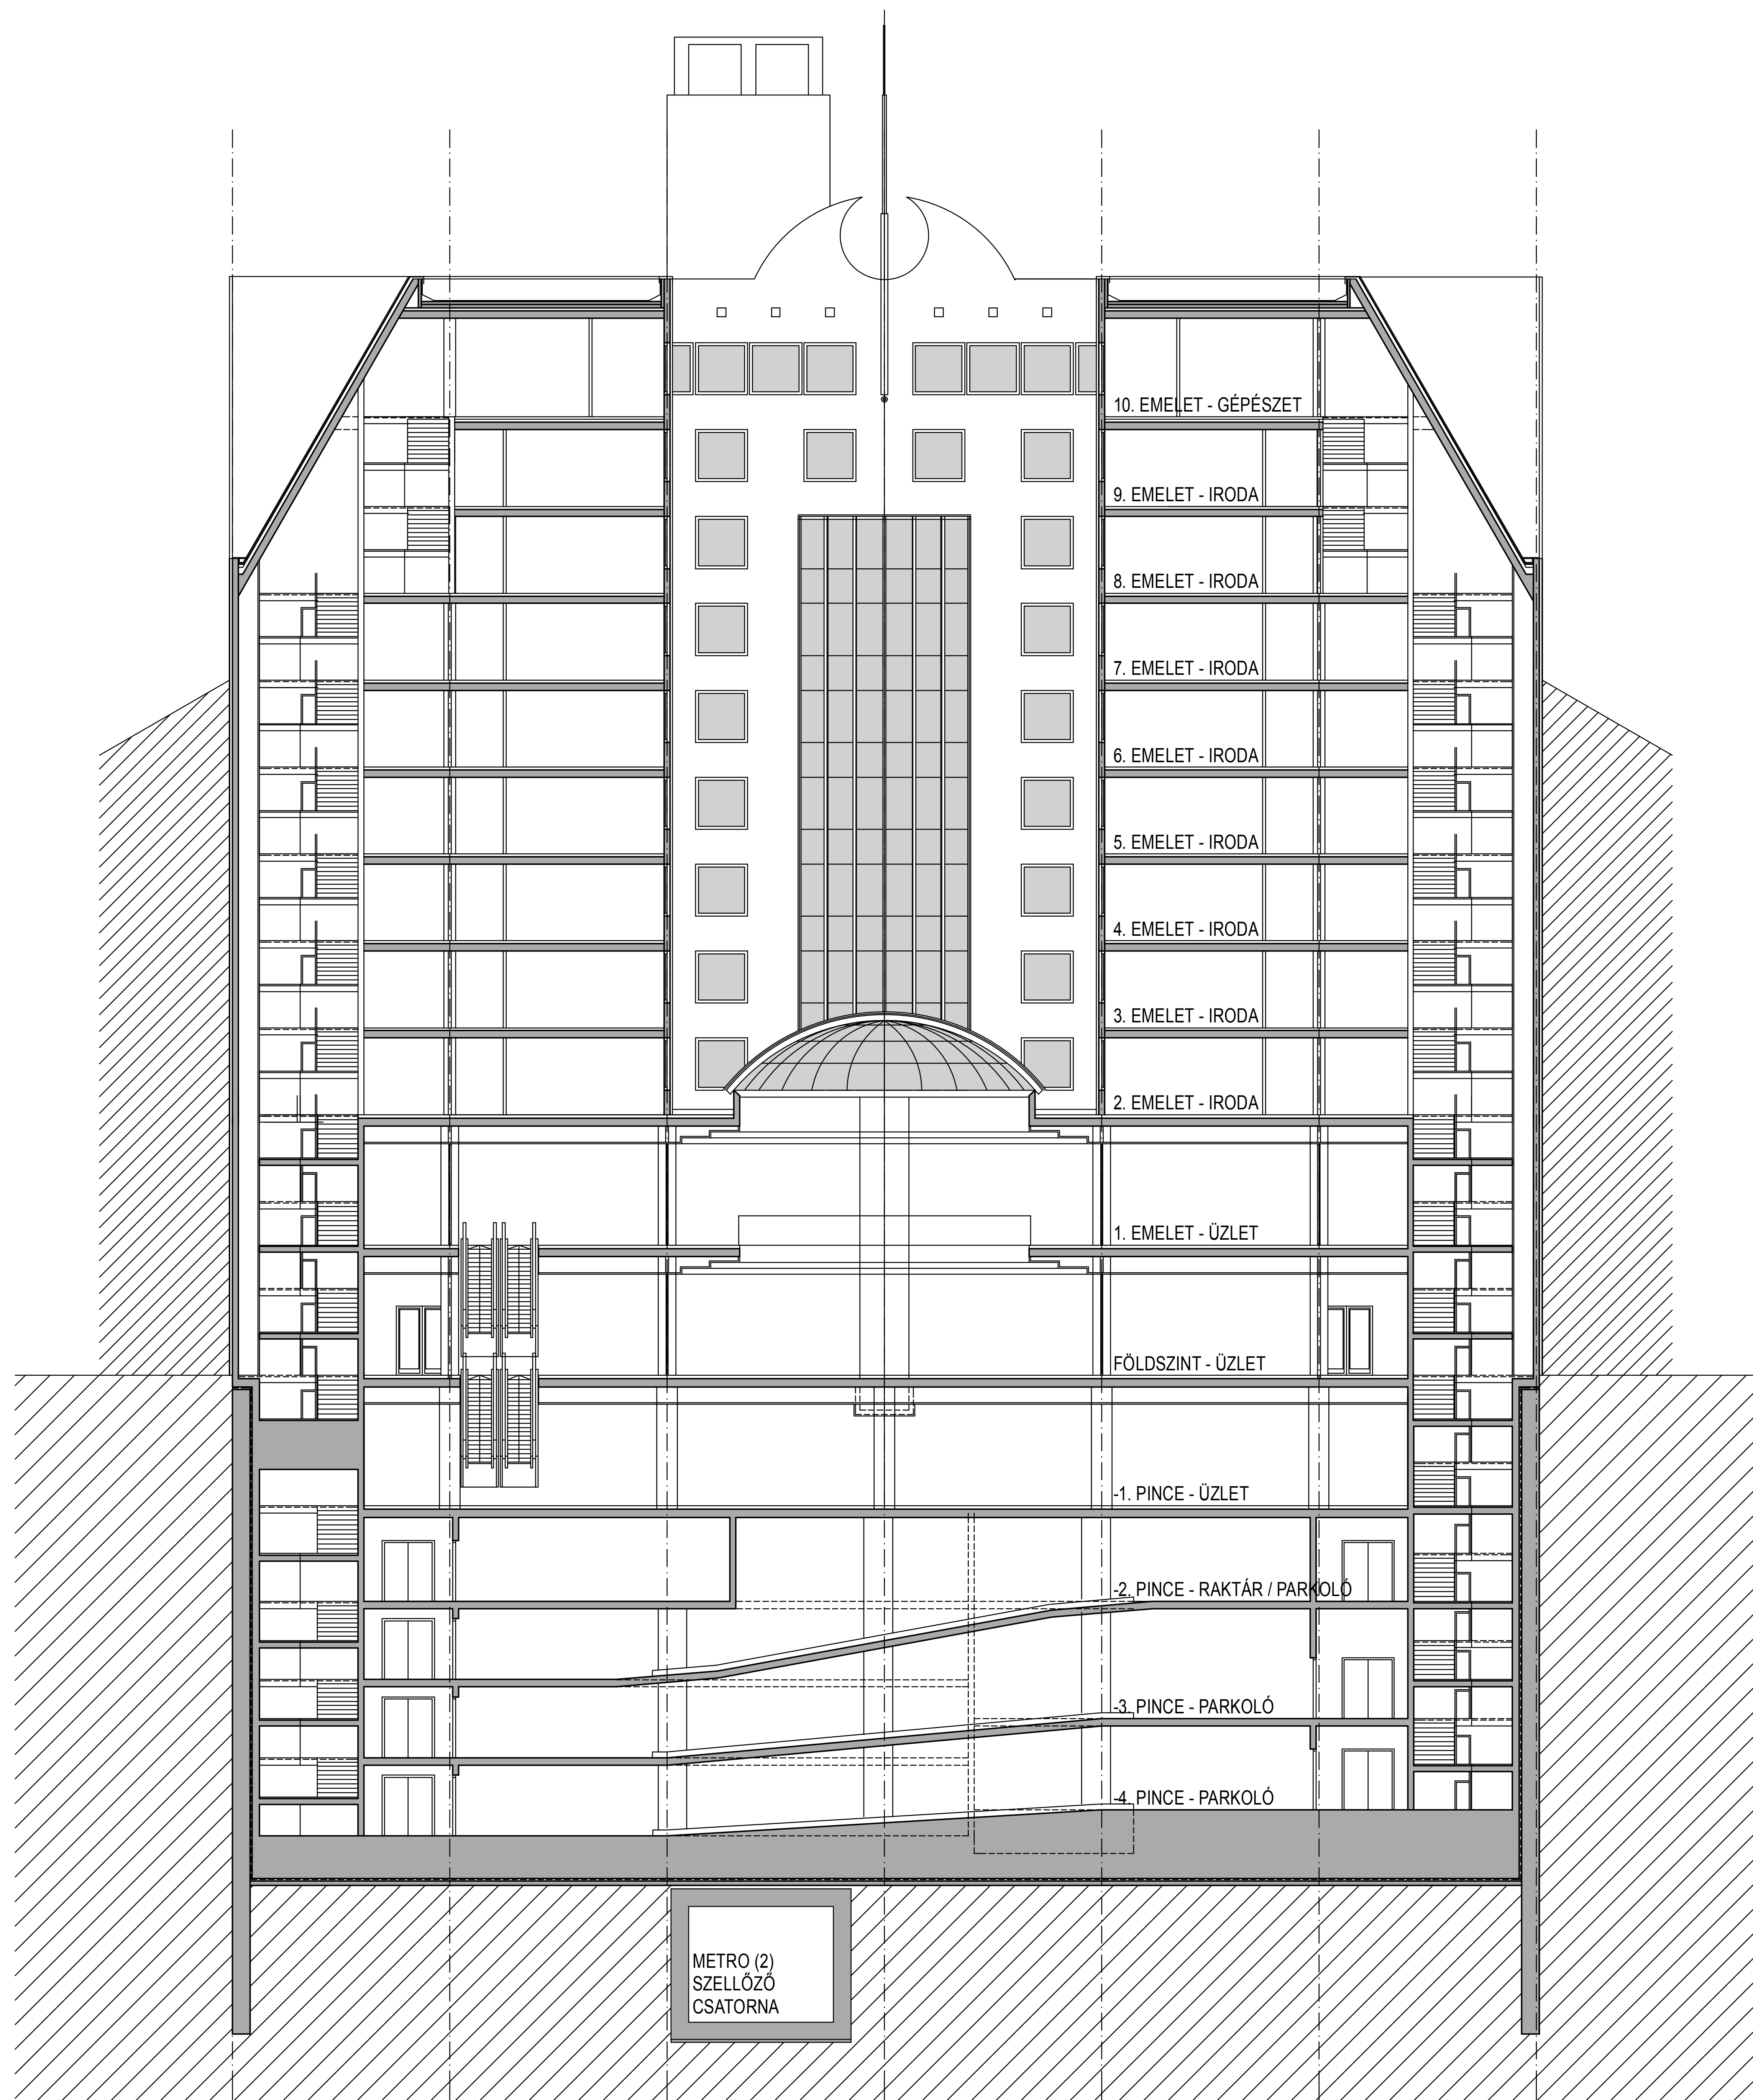 10. EMELET - GÉPÉSZET
9. EMELET - IRODA
8. EMELET - IRODA
7. EMELET - IRODA
6. EMELET - IRODA
5. EMELET - IRODA
4. EMELET - IRODA
3. EMELET - IRODA
2. EMELET - IRODA
1. EMELET - ÜZLET
FÖLDSZINT - ÜZLET
-1. PINCE - ÜZLET
-2. PINCE - RAKTÁR / PARKOLÓ
-3. PINCE - PARKOLÓ
-4. PINCE - PARKOLÓ
METRO (2)
SZELLŐZŐ
CSATORNA